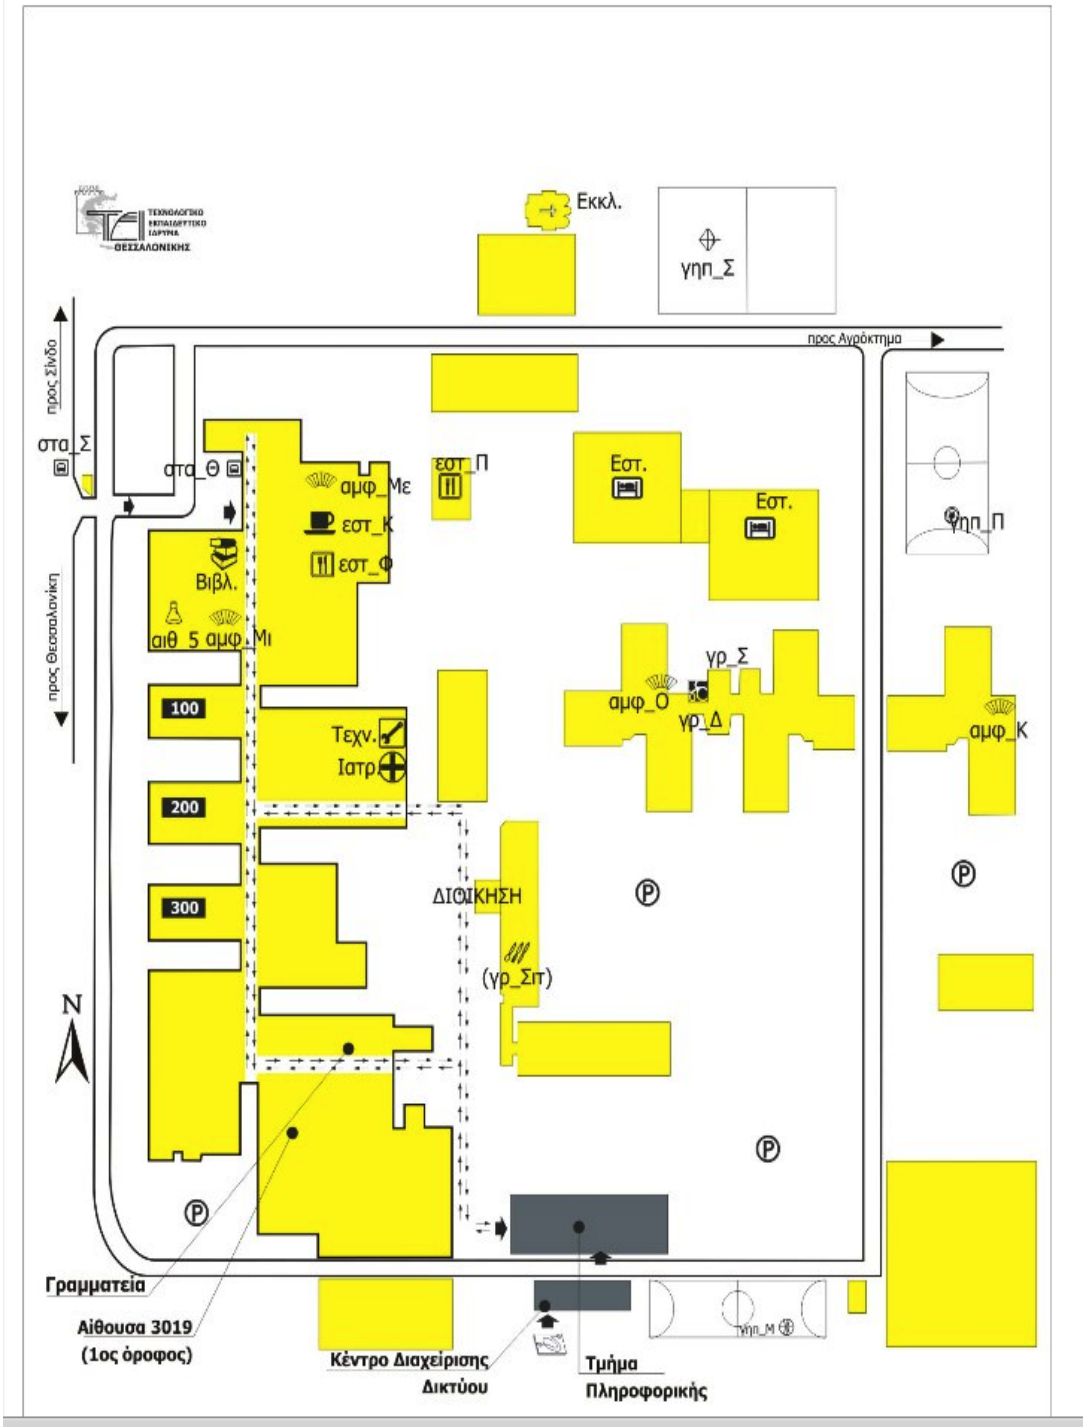 Εκκλ.
ΤΕΙ
ΤΕΧΝΟΛΟΓΙΚΟ
ΕΚΠΑΙΔΕΥΤΙΚΟ
ΙΔΡΥΜΑ
ΘΕΣΣΑΛΟΝΙΚΗΣ
γηπ_Σ
προς Αγρόκτημα
προς Σίνδο
στα_Σ
στα_Θ
αμφ_Με
εστ_Π
Εστ.
Εστ.
εστ_Κ
γηπ_Π
εστ_Φ
Βιβλ.
προς Θεσσαλονίκη
αιθ_5 αμφ_Μι
γρ_Σ
αμφ_Ο
γρ_Δ
αμφ_Κ
100
Τεχν.
Ιατρ.
200
300
ΔΙΟΙΚΗΣΗ
P
P
(γρ_Σιτ)
N
P
P
Γραμματεία
Αίθουσα 3019
(1ος όροφος)
γηπ_Μ
Κέντρο Διαχείρισης
Δικτύου
Τμήμα
Πληροφορικής